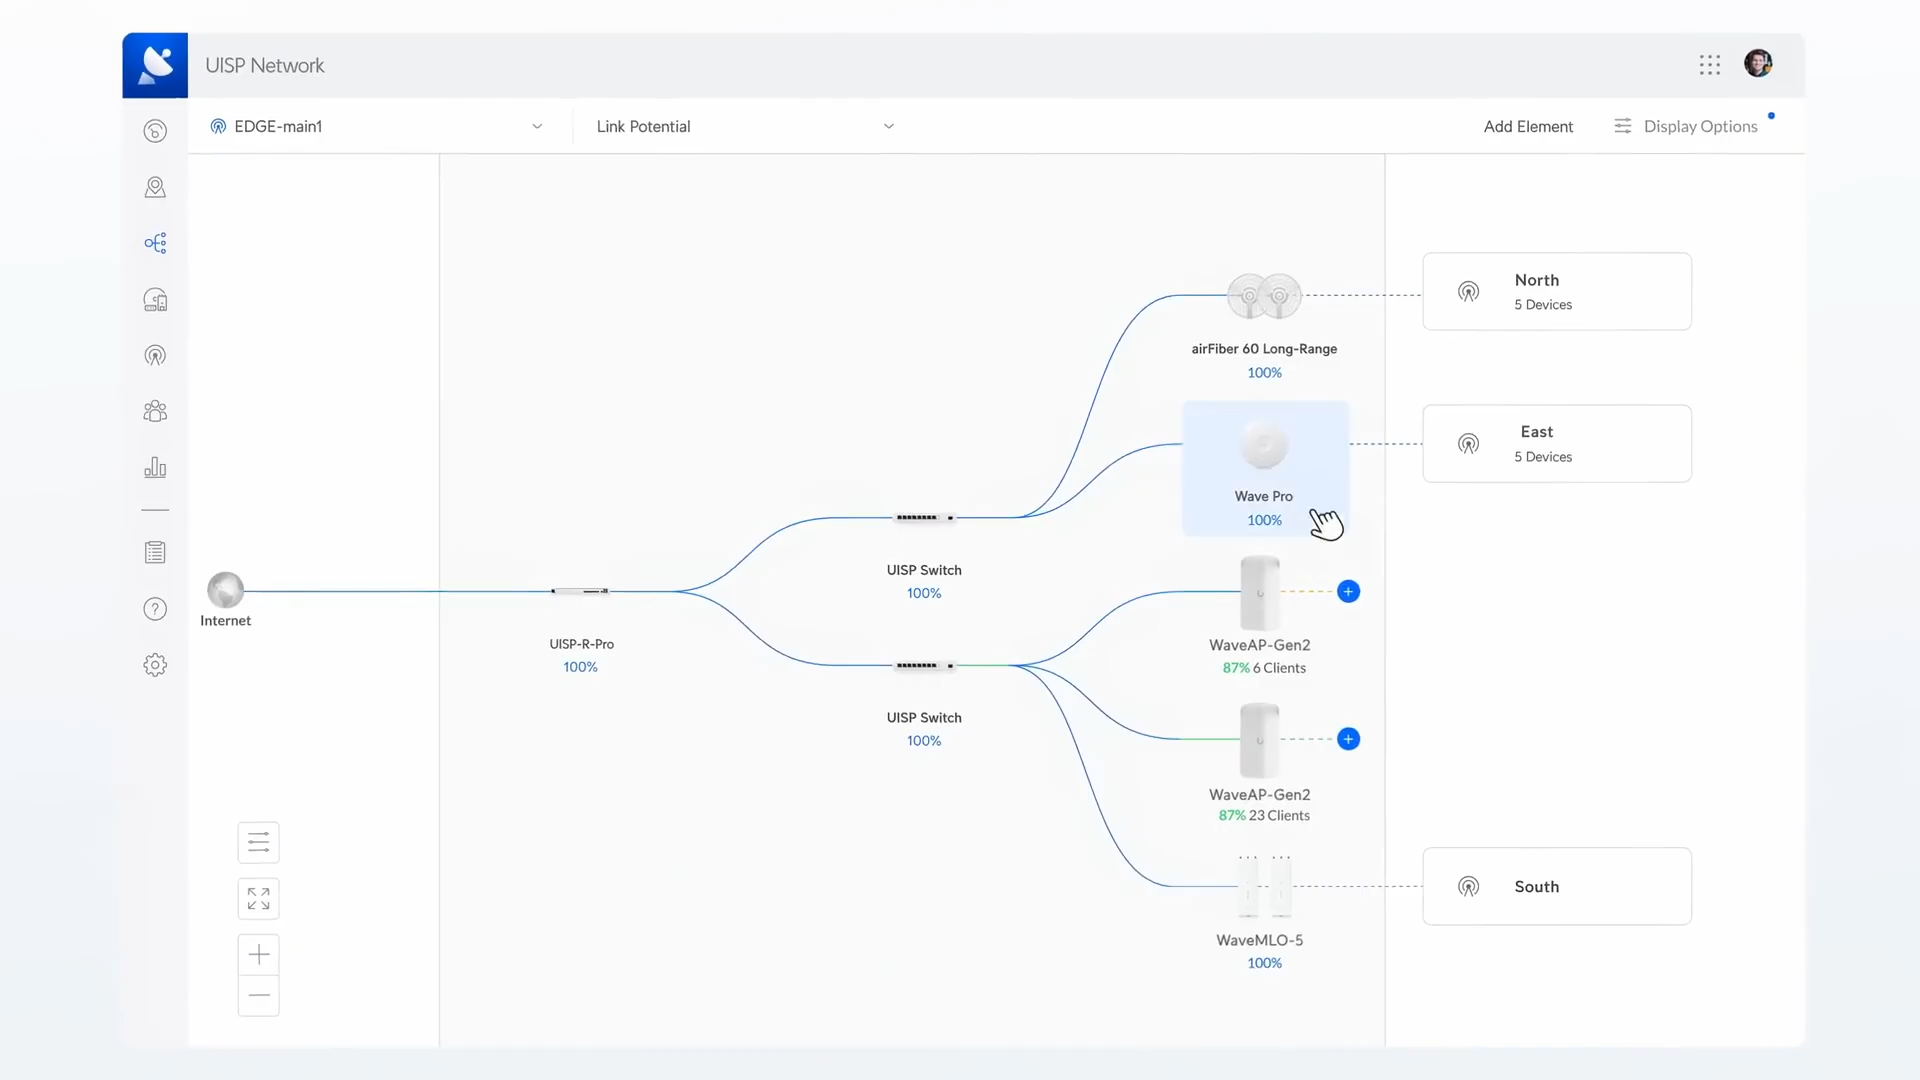 UISP Network
EDGE-main1
Link Potential
Add Element
Display Options
North
5 Devices
airFiber 60 Long-Range
100%
East
5 Devices
Wave Pro
100%
UISP Switch
100%
Internet
UISP-R-Pro
100%
WaveAP-Gen2
87% 6 Clients
UISP Switch
100%
WaveAP-Gen2
87% 23 Clients
South
WaveMLO-5
100%